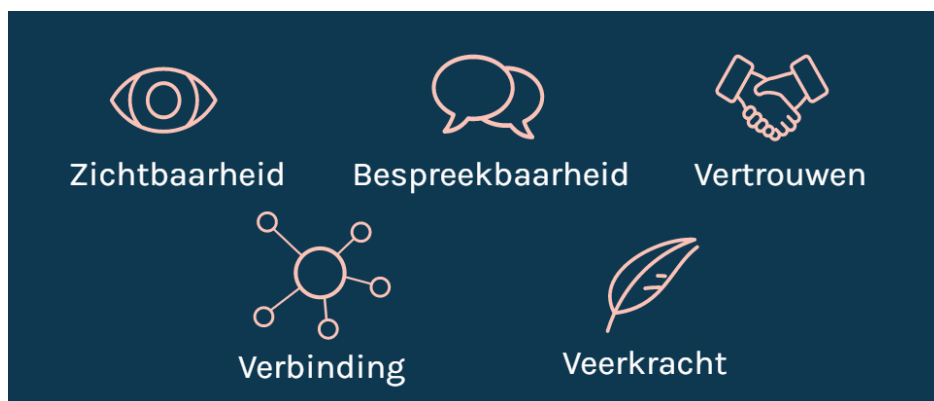 Zichtbaarheid
Bespreekbaarheid
Vertrouwen
Verbinding
Veerkracht